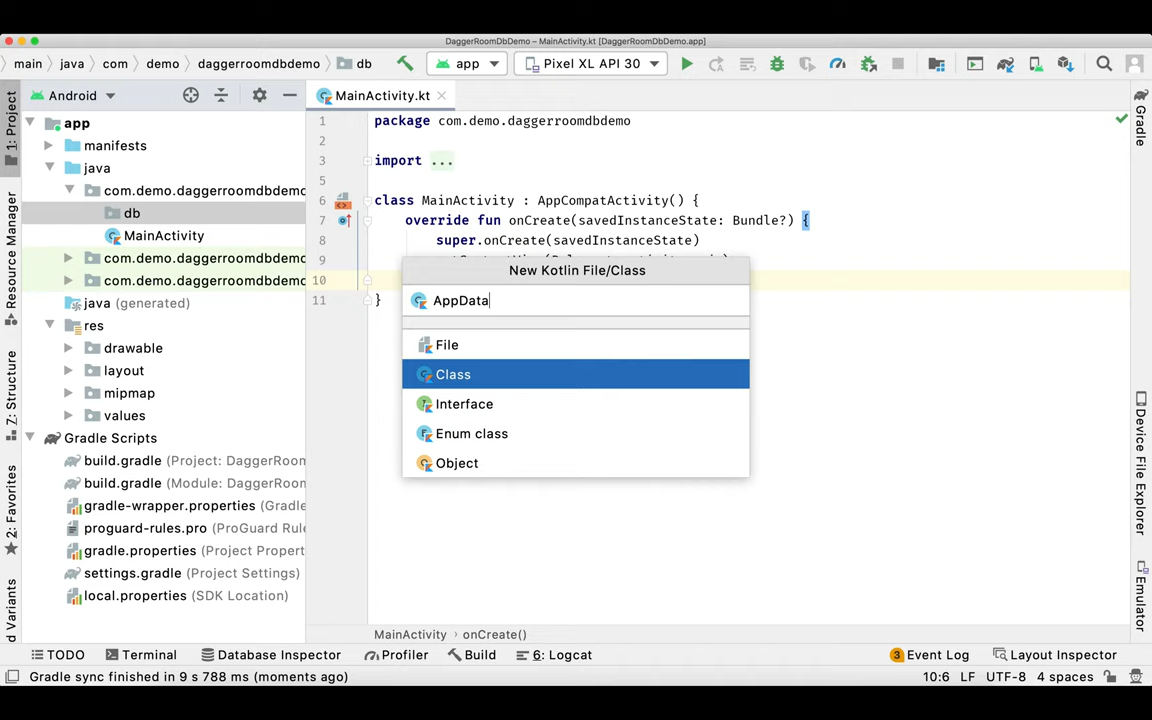 DaggerRoomDbDemo – MainActivity.kt [DaggerRoomDbDemo.app]
main java com demo daggerroomdbdemo db app Pixel XL API 30
Android
MainActivity.kt
1: Project
Resource Manager
Z: Structure
2: Favorites
d Variants
app
manifests
java
com.demo.daggerroomdbdemo
db
MainActivity
com.demo.daggerroomdbdemo
com.demo.daggerroomdbdemo
java (generated)
res
drawable
layout
mipmap
values
Gradle Scripts
build.gradle (Project: DaggerRoom
build.gradle (Module: DaggerRoom
gradle-wrapper.properties (Gradle
proguard-rules.pro (ProGuard Rule
gradle.properties (Project Propert
settings.gradle (Project Settings)
local.properties (SDK Location)
1 package com.demo.daggerroomdbdemo
2
3 import ...
5
6 class MainActivity : AppCompatActivity() {
7 override fun onCreate(savedInstanceState: Bundle?) {
8 super.onCreate(savedInstanceState)
9
10
11 }
New Kotlin File/Class
AppData
File
Class
Interface
Enum class
Object
Gradle
Device File Explorer
Emulator
MainActivity › onCreate()
TODO Terminal Database Inspector Profiler Build 6: Logcat 3 Event Log Layout Inspector
Gradle sync finished in 9 s 788 ms (moments ago) 10:6 LF UTF-8 4 spaces